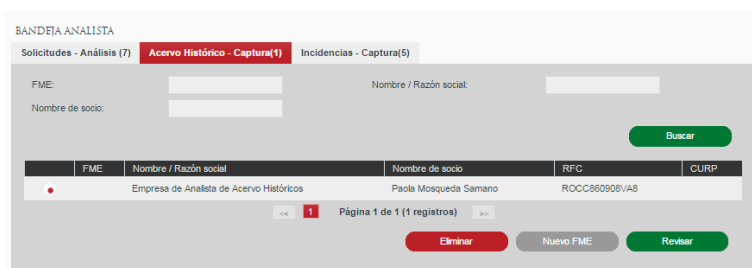 BANDEJA ANALISTA
Solicitudes - Análisis (7) Acervo Histórico - Captura(1) Incidencias - Captura(5)
FME: Nombre / Razón social:
Nombre de socio:
Buscar
FME Nombre / Razón social Nombre de socio RFC CURP
Empresa de Analista de Acervo Históricos Paola Mosqueda Samano ROCC860908VA8
<< 1 Página 1 de 1 (1 registros) >>
Eliminar Nuevo FME Revisar